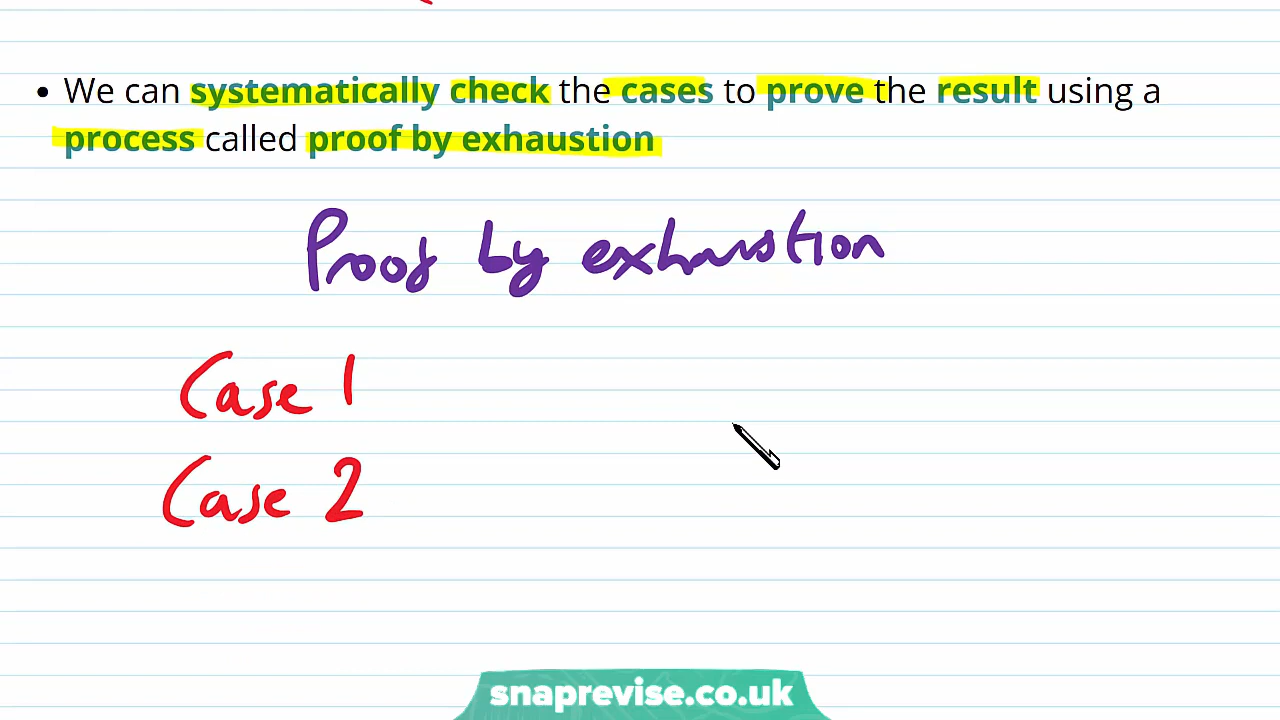 • We can systematically check the cases to prove the result using a
process called proof by exhaustion
Proof by exhaustion
Case 1
Case 2
snaprevise.co.uk